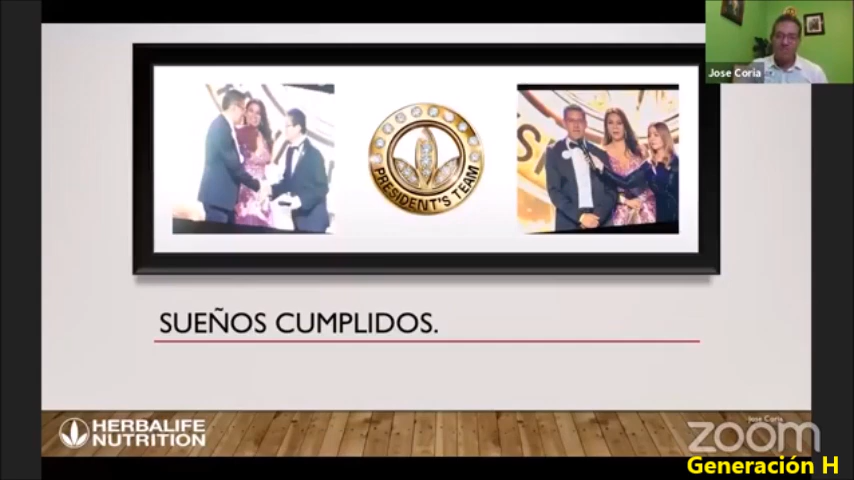 Jose Coria
PRESIDENT'S TEAM
SUEÑOS CUMPLIDOS.
HERBALIFE
NUTRITION
Jose Coria
zoom
Generación H